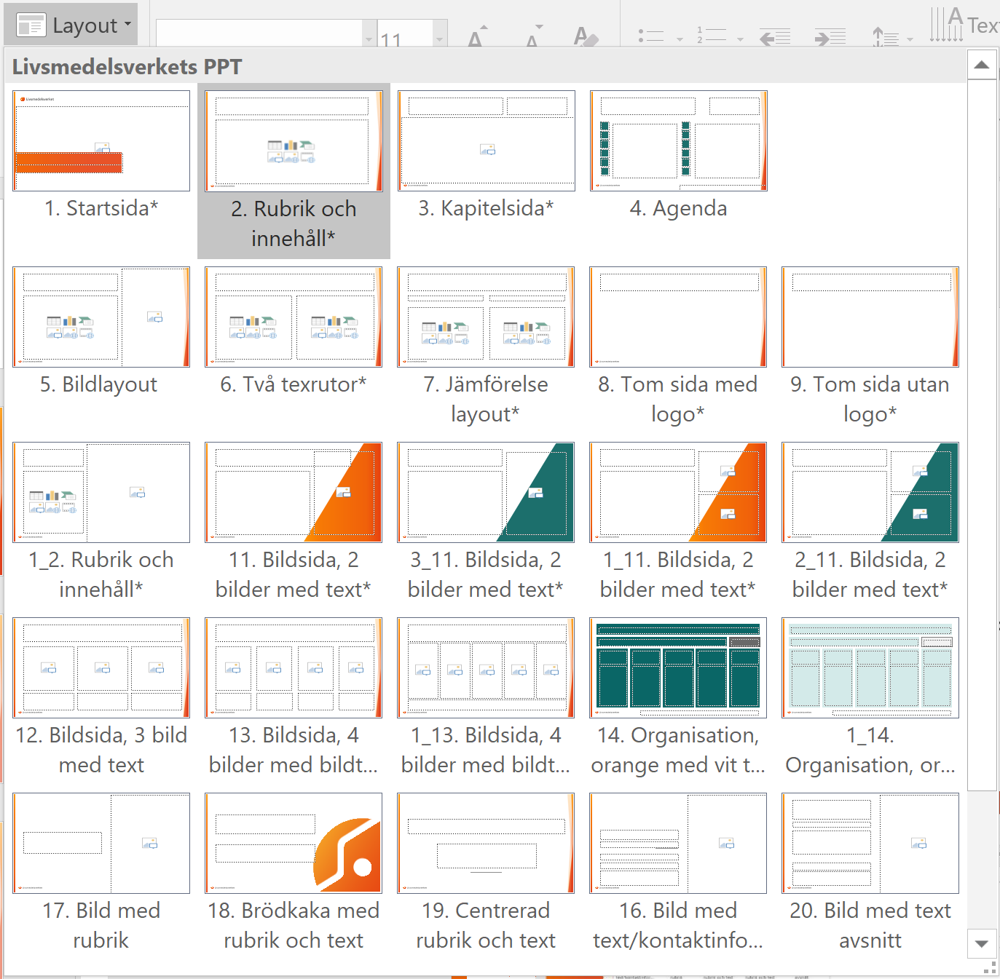 Layout
11
Text
Livsmedelsverkets PPT
Livsmedelsverket
1. Startsida*
2. Rubrik och
innehåll*
3. Kapitelsida*
4. Agenda
5. Bildlayout
6. Två texrutor*
7. Jämförelse
layout*
8. Tom sida med
logo*
9. Tom sida utan
logo*
1_2. Rubrik och
innehåll*
11. Bildsida, 2
bilder med text*
3_11. Bildsida, 2
bilder med text*
1_11. Bildsida, 2
bilder med text*
2_11. Bildsida, 2
bilder med text*
12. Bildsida, 3 bild
med text
13. Bildsida, 4
bilder med bildt...
1_13. Bildsida, 4
bilder med bildt...
14. Organisation,
orange med vit t...
1_14.
Organisation, or...
17. Bild med
rubrik
18. Brödkaka med
rubrik och text
19. Centrerad
rubrik och text
16. Bild med
text/kontaktinfo...
20. Bild med text
avsnitt